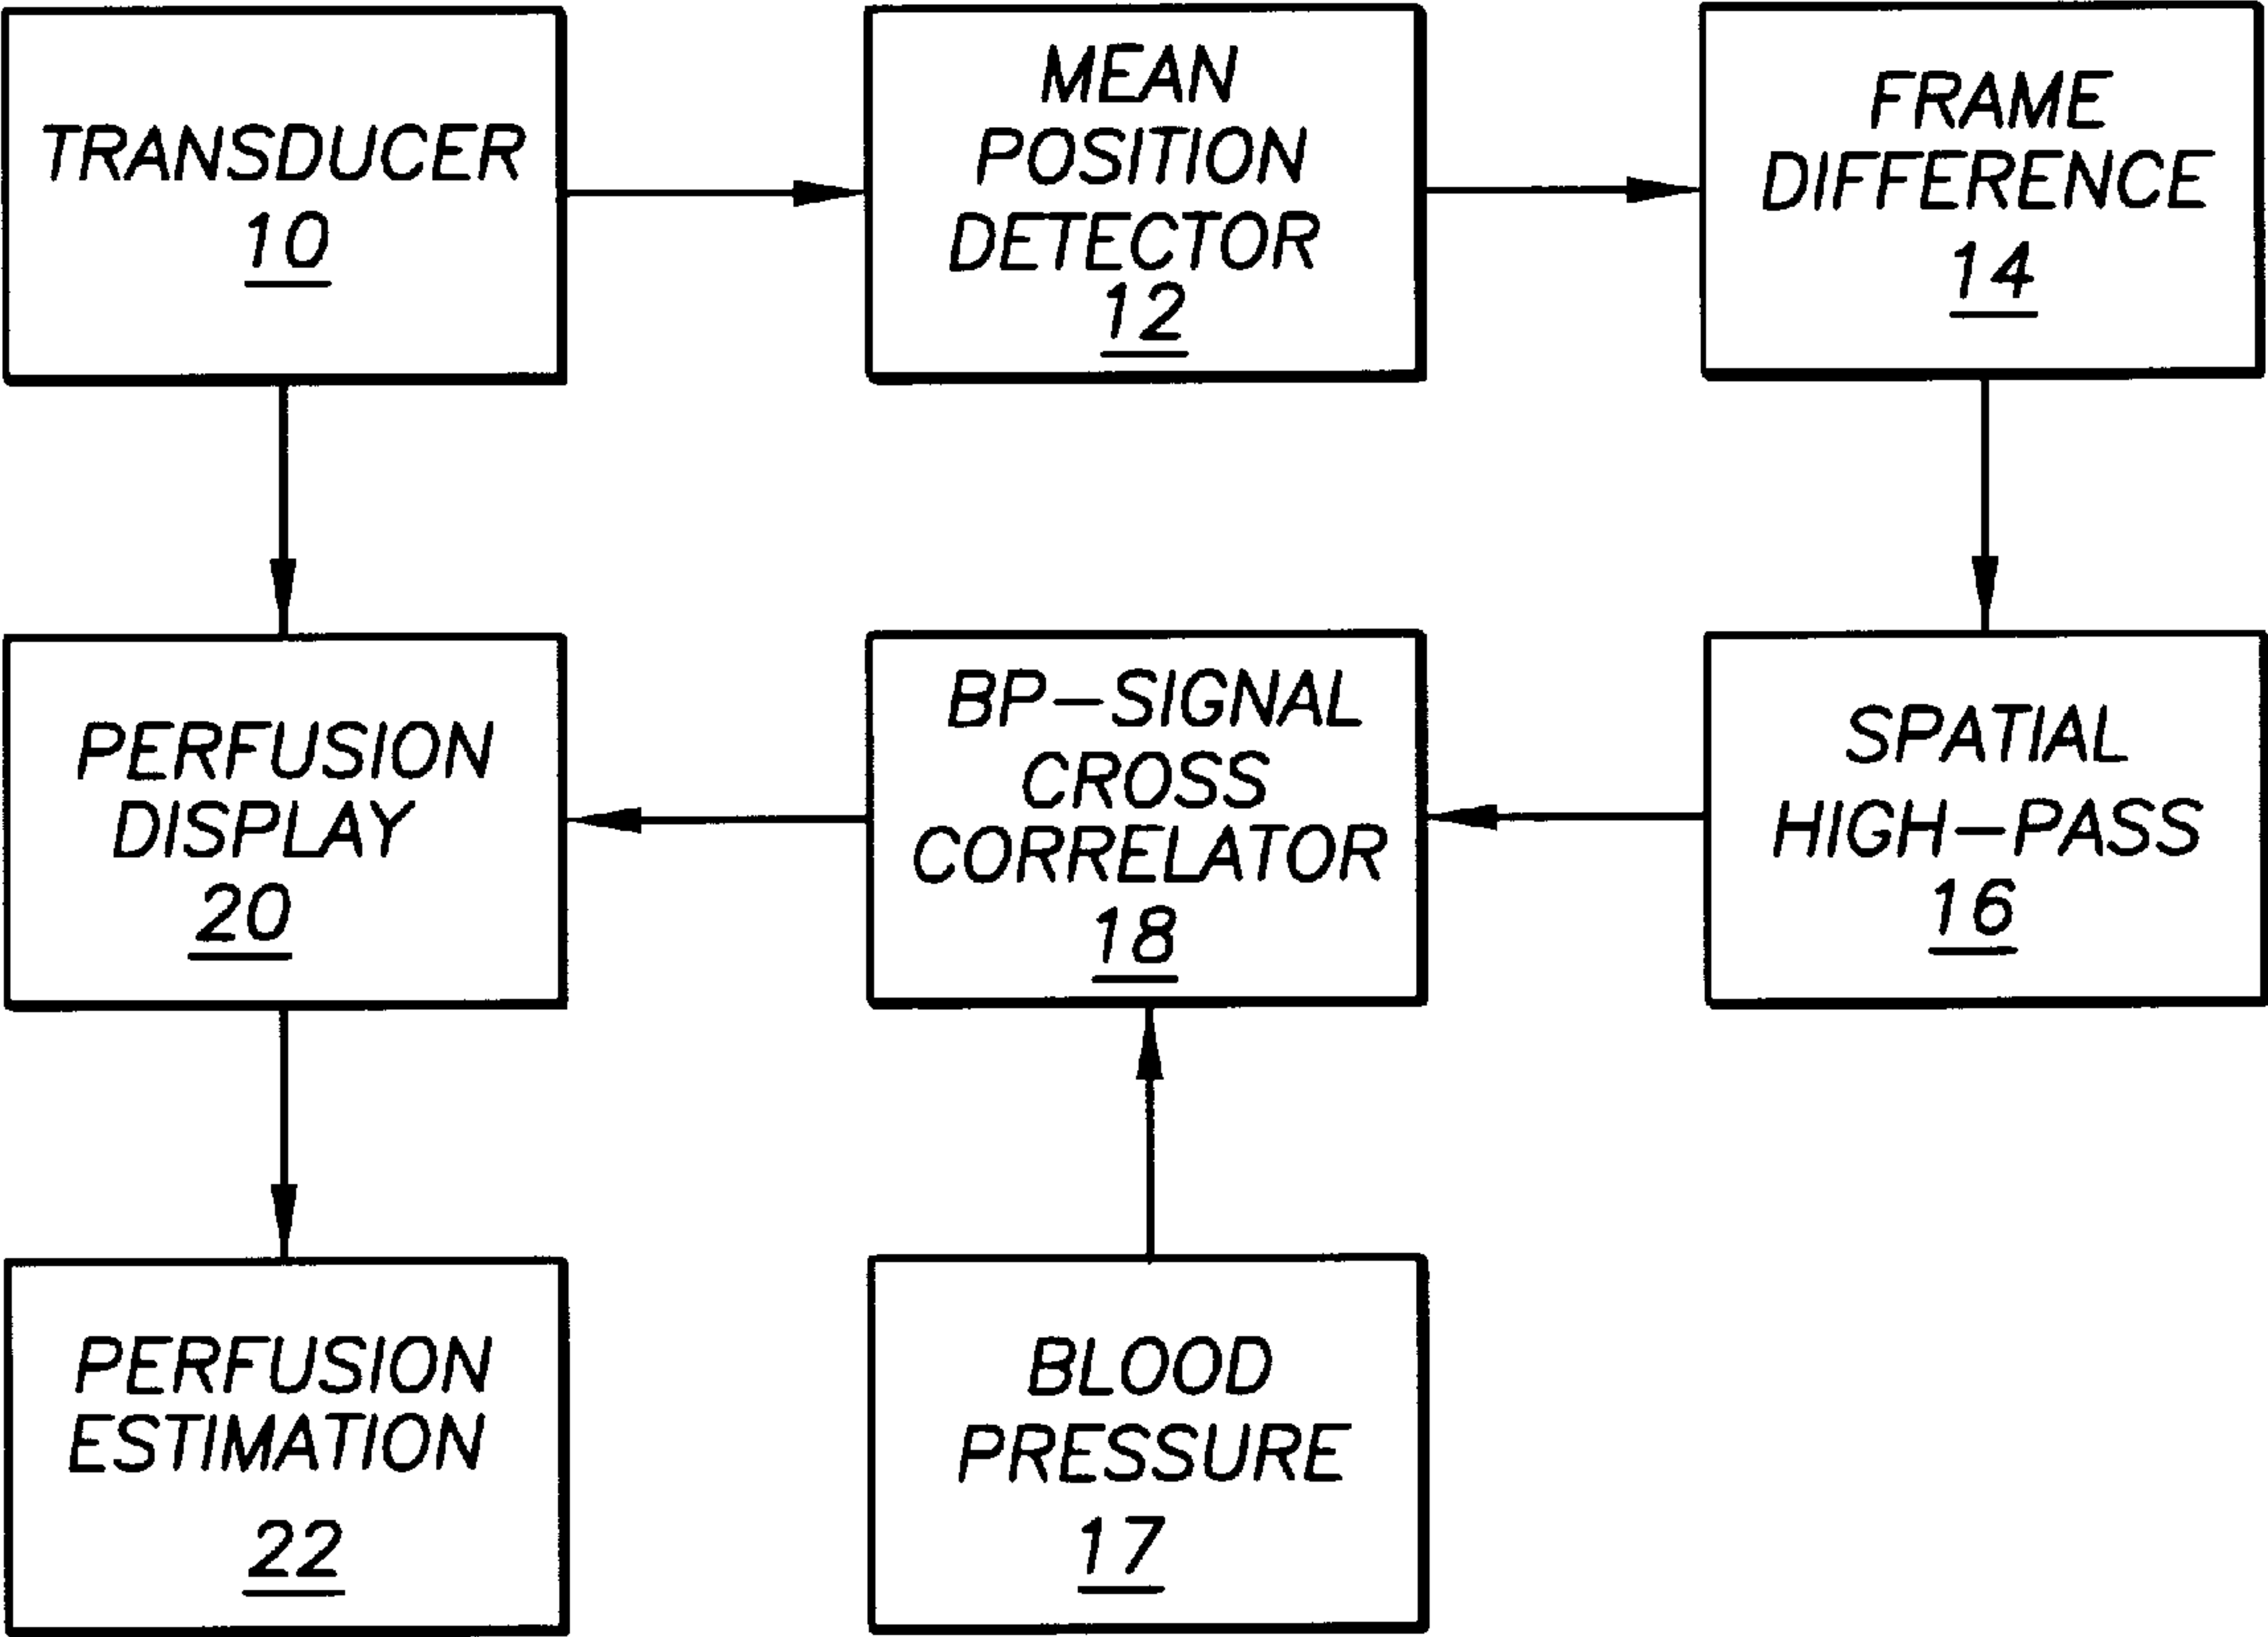 TRANSDUCER
10
MEAN
POSITION
DETECTOR
12
FRAME
DIFFERENCE
14
PERFUSION
DISPLAY
20
BP-SIGNAL
CROSS
CORRELATOR
18
SPATIAL
HIGH-PASS
16
PERFUSION
ESTIMATION
22
BLOOD
PRESSURE
17